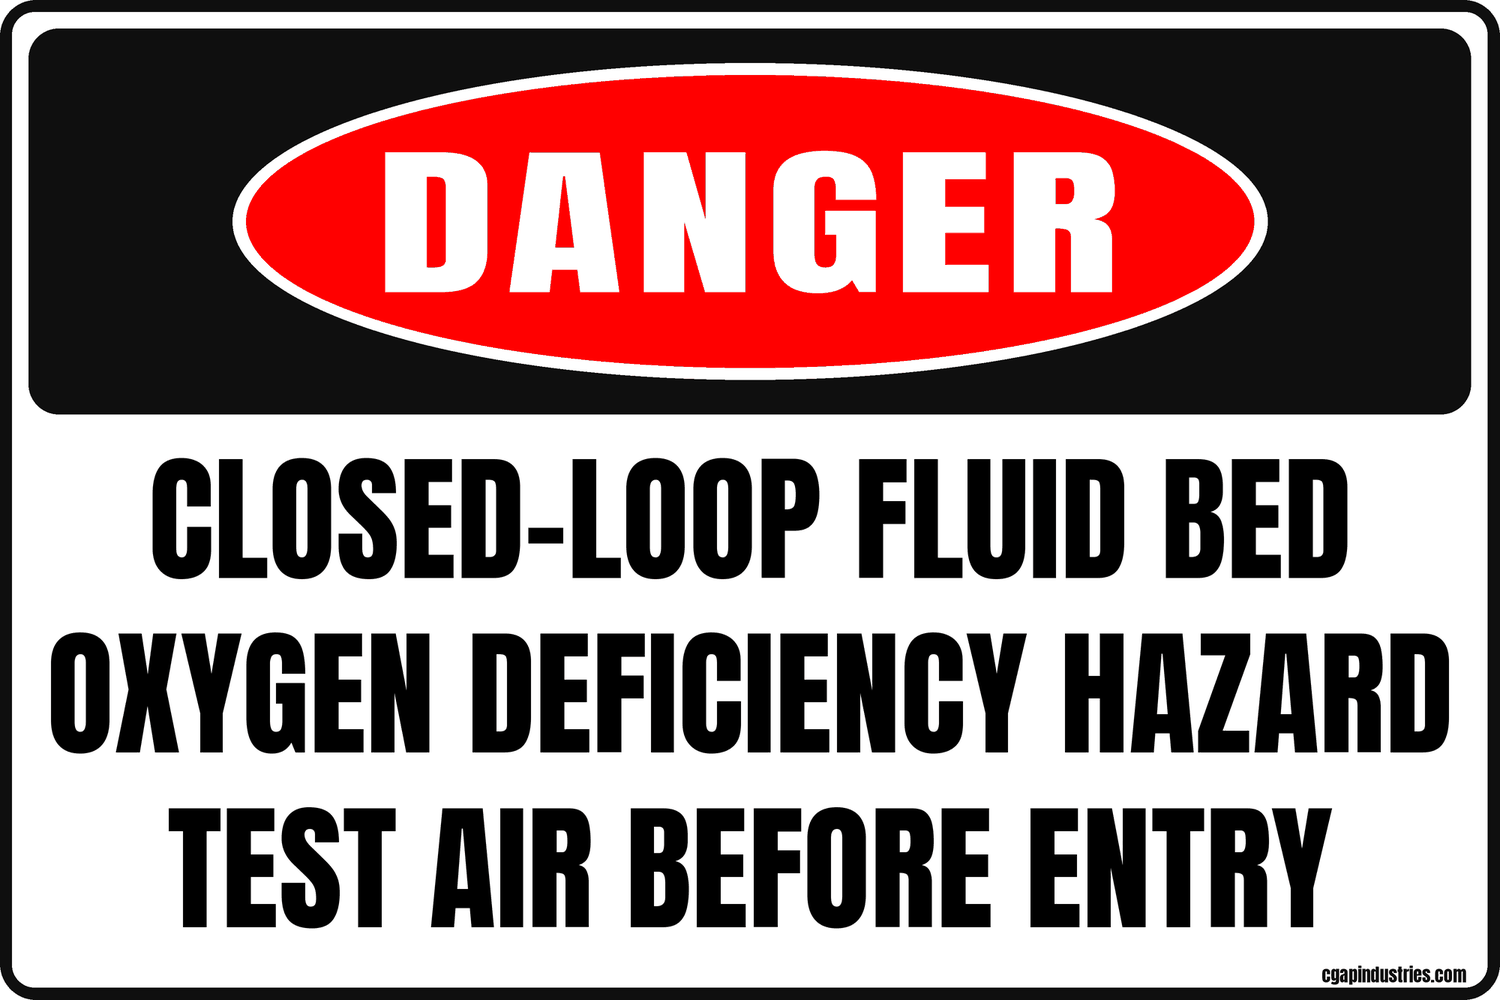 DANGER
CLOSED-LOOP FLUID BED
OXYGEN DEFICIENCY HAZARD
TEST AIR BEFORE ENTRY
cgapindustries.com